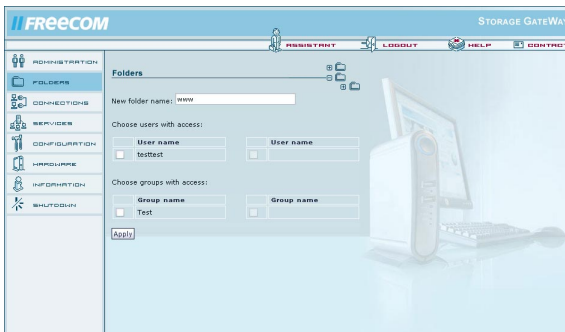 FREECOM
STORAGE GATEWAY
ASSISTANT
LOGOUT
HELP
CONTACT
ADMINISTRATION
FOLDERS
CONNECTIONS
SERVICES
CONFIGURATION
HARDWARE
INFORMATION
SHUTDOWN
Folders
New folder name: www
Choose users with access:
User name User name
testtest
Choose groups with access:
Group name Group name
Test
Apply